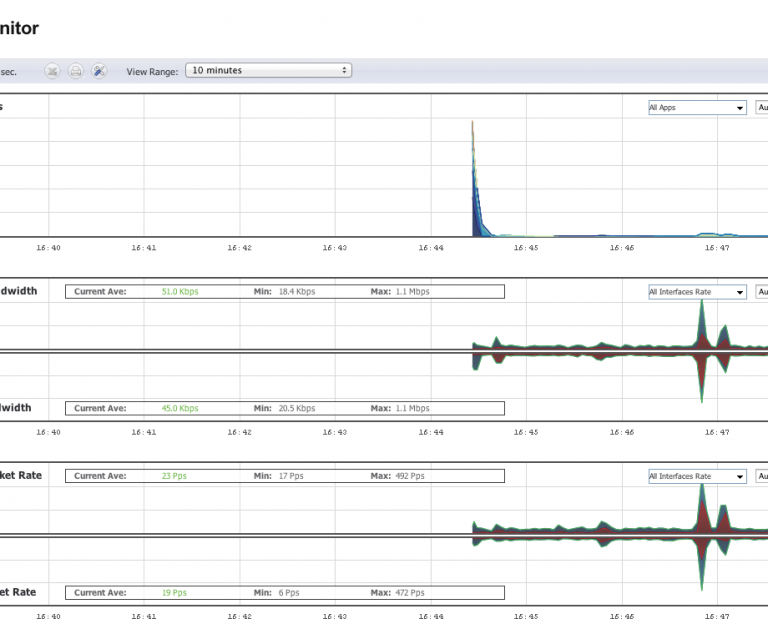 nitor
sec. View Range: 10 minutes
s All Apps Au
16:40 16:41 16:42 16:43 16:44 16:45 16:46 16:47
dwidth Current Ave: 51.0 Kbps Min: 18.4 Kbps Max: 1.1 Mbps All Interfaces Rate Au
lwidth Current Ave: 45.0 Kbps Min: 20.5 Kbps Max: 1.1 Mbps
16:40 16:41 16:42 16:43 16:44 16:45 16:46 16:47
ket Rate Current Ave: 23 Pps Min: 17 Pps Max: 492 Pps All Interfaces Rate Au
et Rate Current Ave: 19 Pps Min: 6 Pps Max: 472 Pps
16:40 16:41 16:42 16:43 16:44 16:45 16:46 16:47